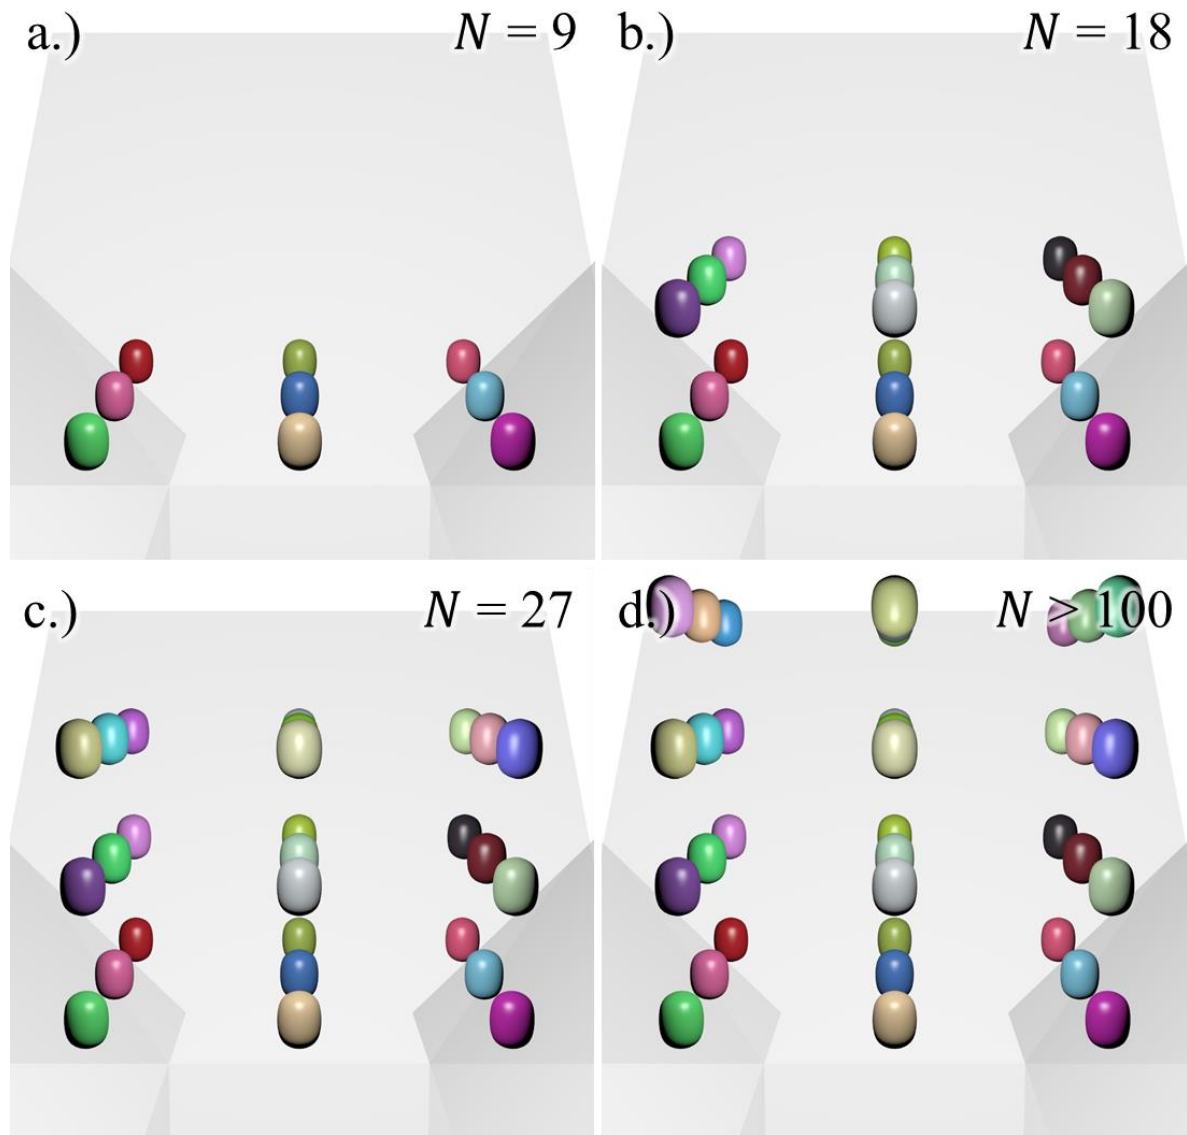 a.) N = 9
b.) N = 18
c.) N = 27
d.) N > 100